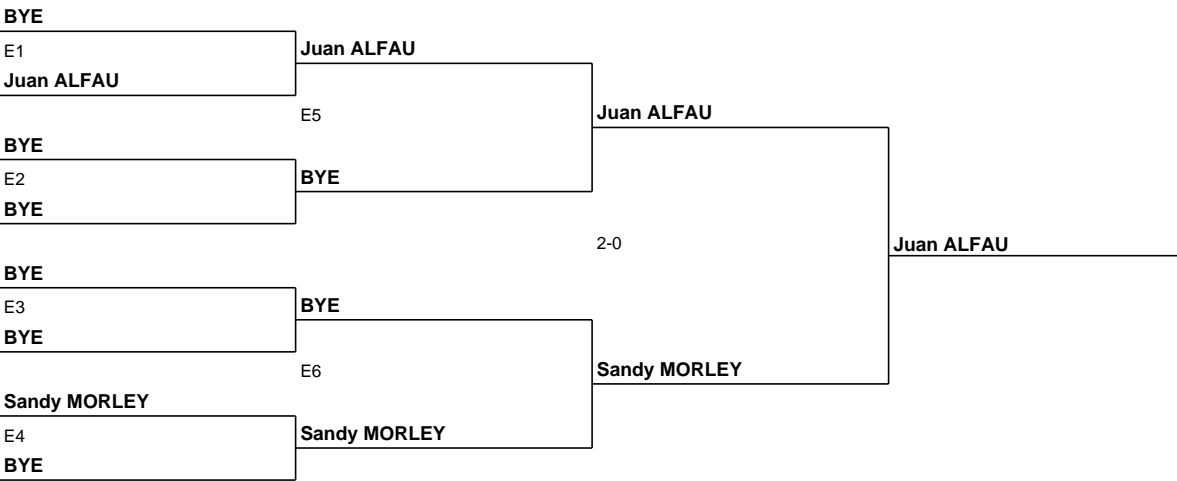 BYE
E1
Juan ALFAU
Juan ALFAU
E5
Juan ALFAU
BYE
E2
BYE
BYE
2-0
Juan ALFAU
BYE
E3
BYE
BYE
E6
Sandy MORLEY
Sandy MORLEY
E4
Sandy MORLEY
BYE